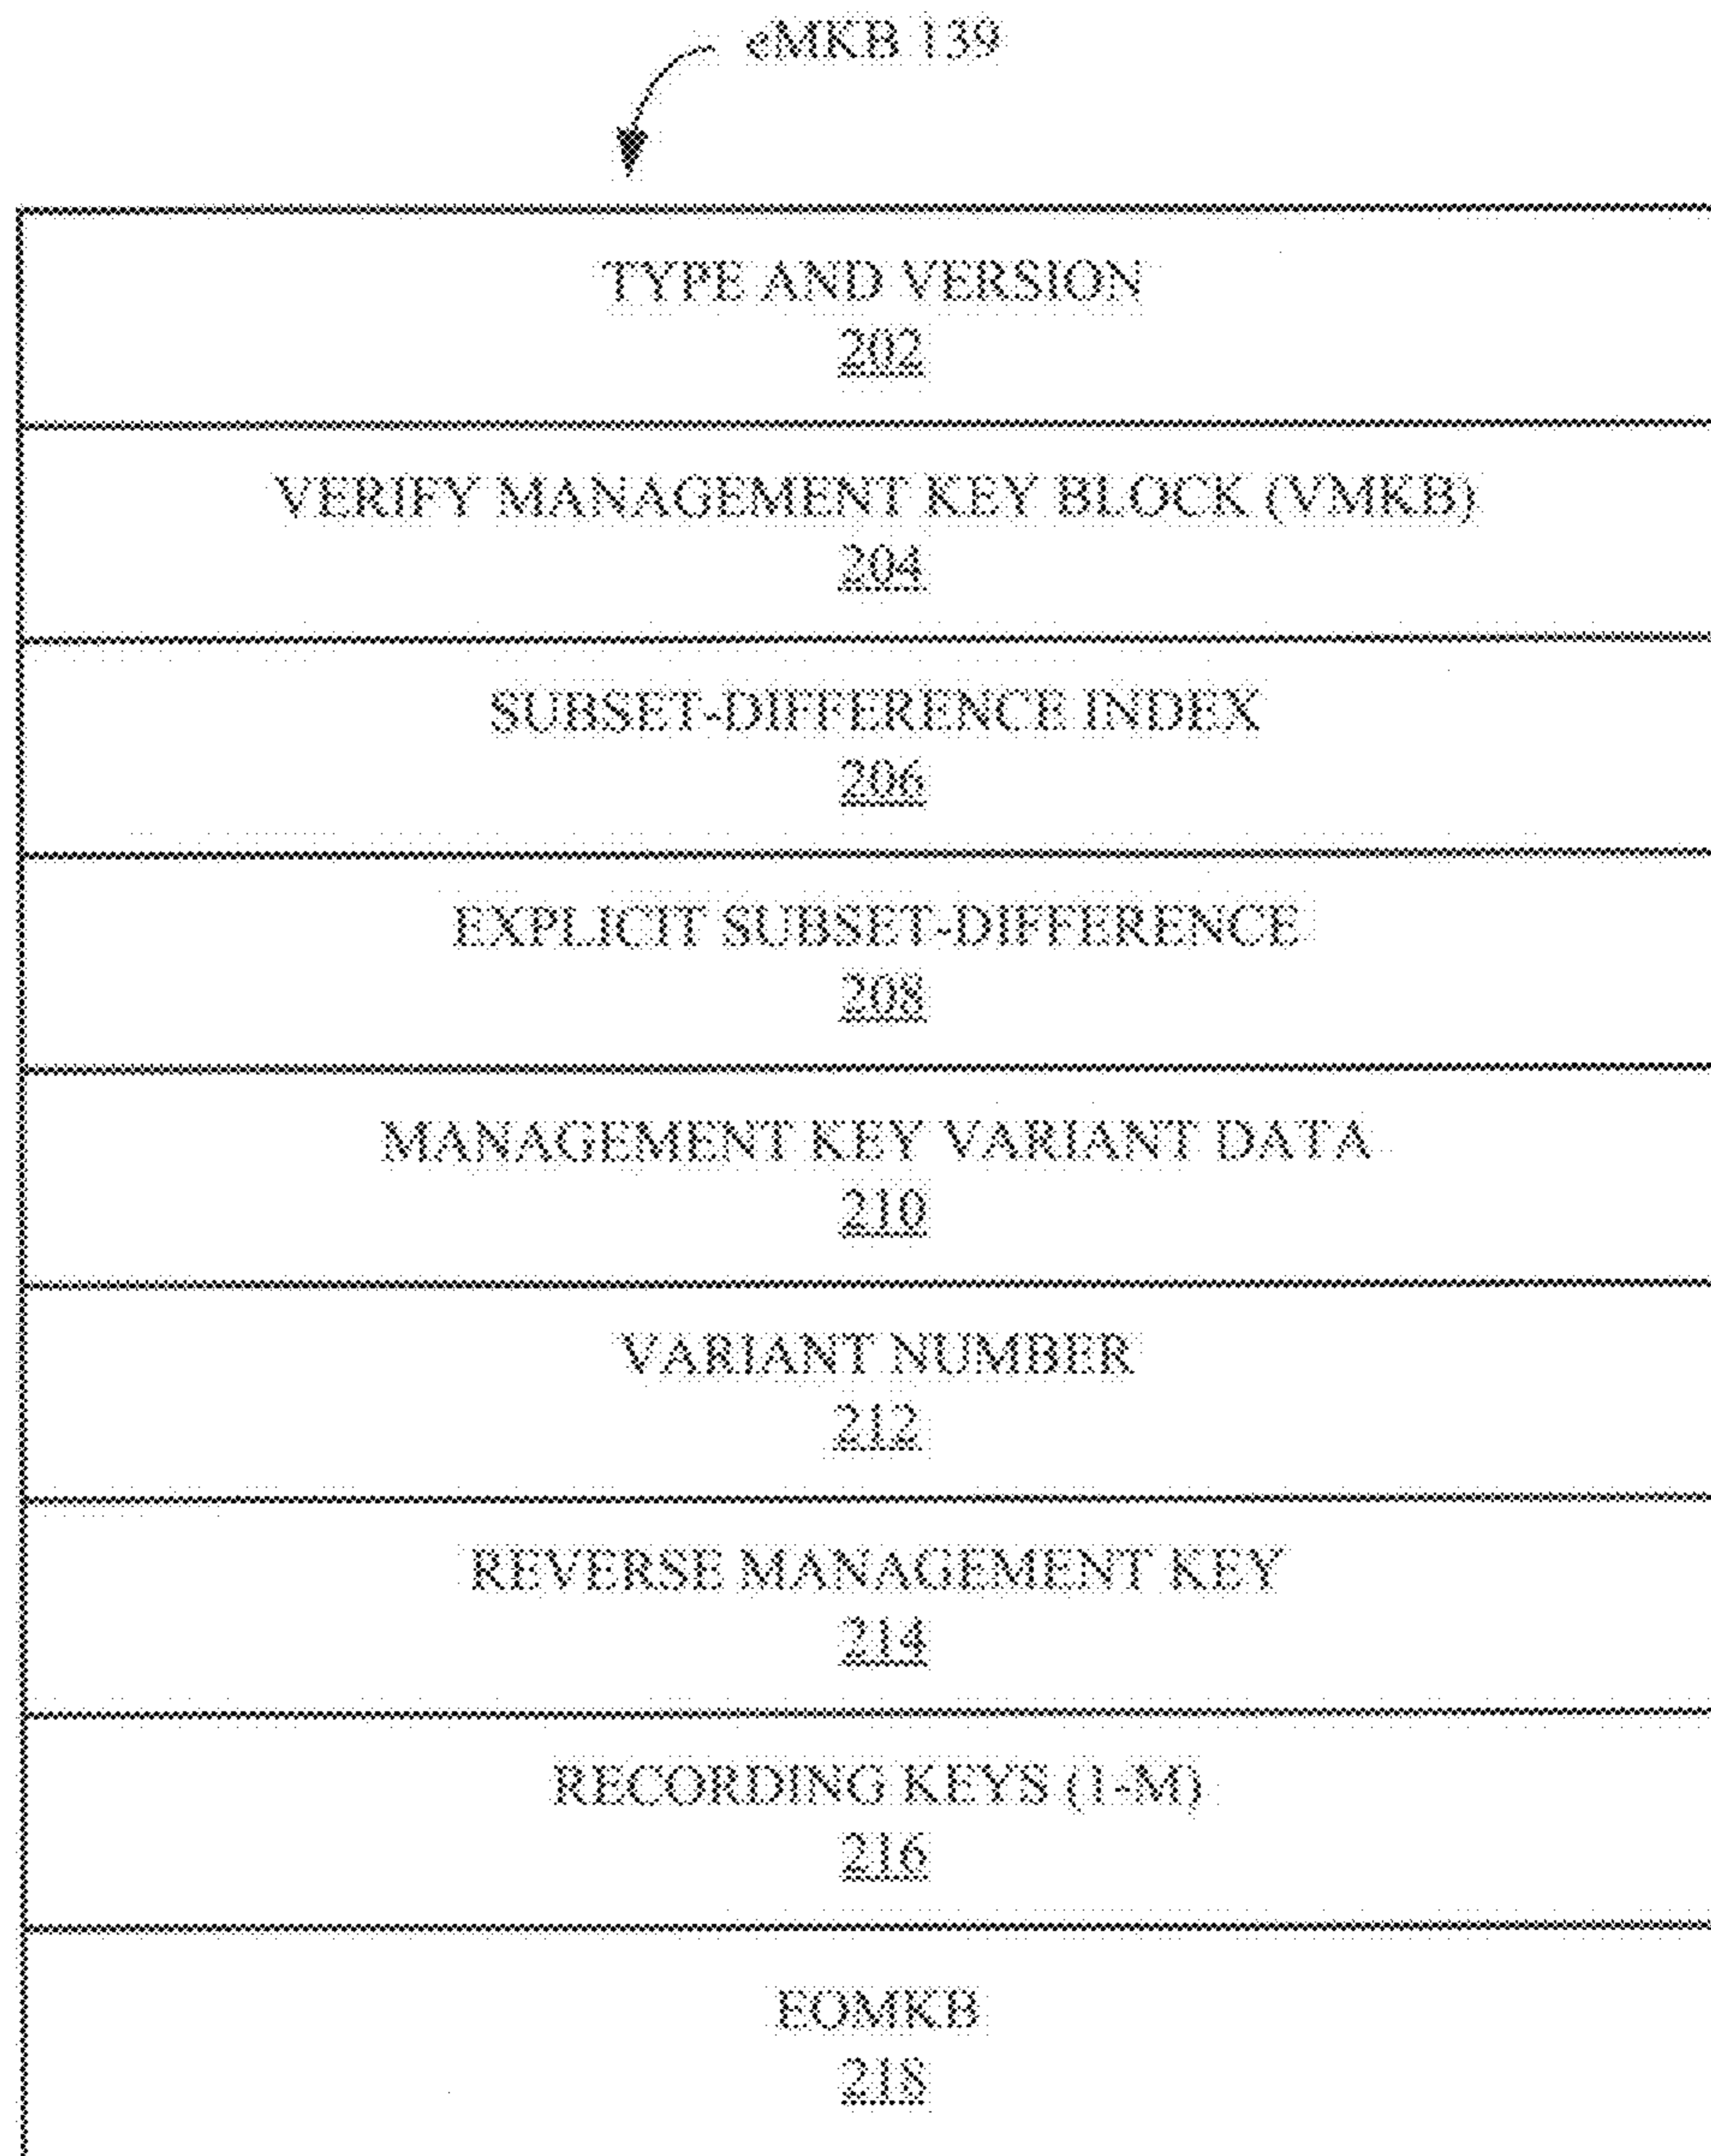 eMKB 139
TYPE AND VERSION
202
VERIFY MANAGEMENT KEY BLOCK (VMKB)
204
SUBSET-DIFFERENCE INDEX
206
EXPLICIT SUBSET-DIFFERENCE
208
MANAGEMENT KEY VARIANT DATA
210
VARIANT NUMBER
212
REVERSE MANAGEMENT KEY
214
RECORDING KEYS (1-M)
216
EOMKB
218